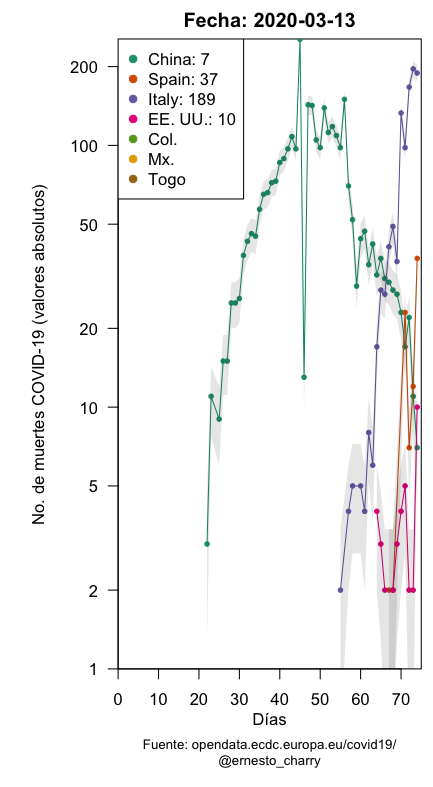 Fecha: 2020-03-13
China: 7
Spain: 37
Italy: 189
EE. UU.: 10
Col.
Mx.
Togo
No. de muertes COVID-19 (valores absolutos)
200
100
50
20
10
5
2
1
0 10 20 30 40 50 60 70
Días
Fuente: opendata.ecdc.europa.eu/covid19/
@ernesto_charry